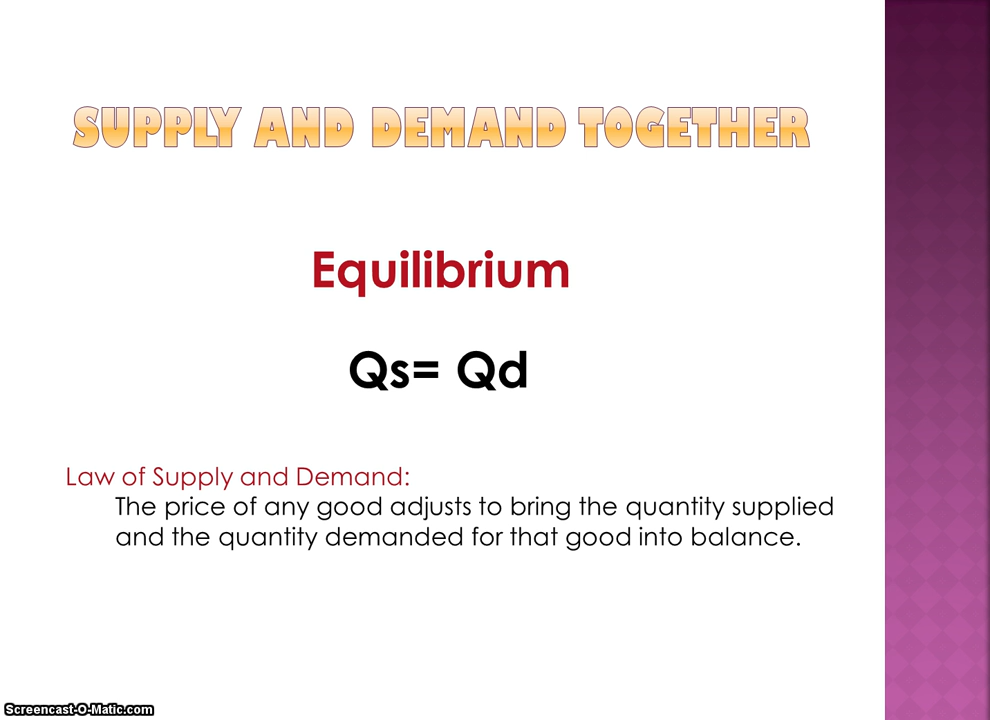 SUPPLY AND DEMAND TOGETHER
Equilibrium
Qs= Qd
Law of Supply and Demand:
The price of any good adjusts to bring the quantity supplied
and the quantity demanded for that good into balance.
Screencast-O-Matic.com